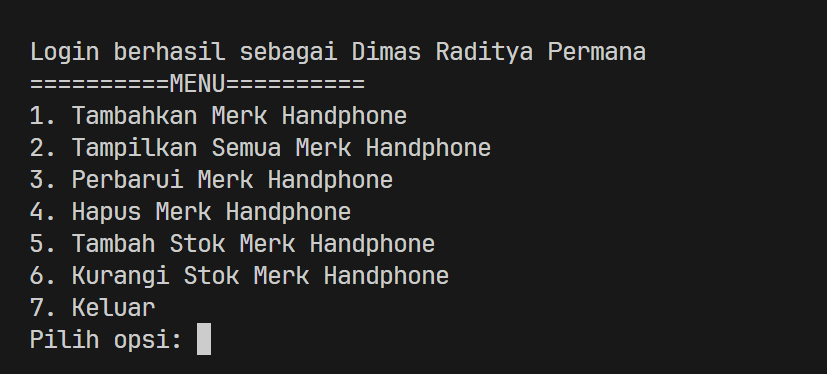 Login berhasil sebagai Dimas Raditya Permana
==========MENU==========
1. Tambahkan Merk Handphone
2. Tampilkan Semua Merk Handphone
3. Perbarui Merk Handphone
4. Hapus Merk Handphone
5. Tambah Stok Merk Handphone
6. Kurangi Stok Merk Handphone
7. Keluar
Pilih opsi: